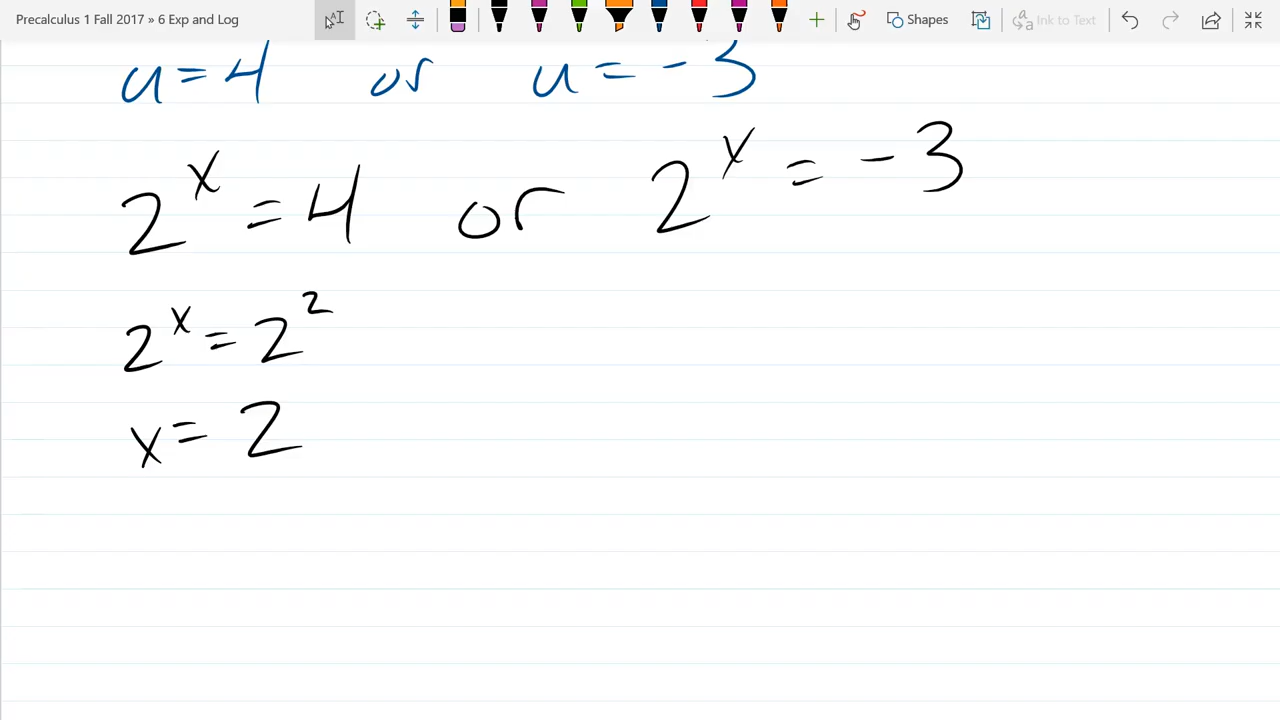 Precalculus 1 Fall 2017 » 6 Exp and Log Shapes Ink to Text
u = 4 or u = -3
2^x = 4 or 2^x = -3
2^x = 2^2
x = 2